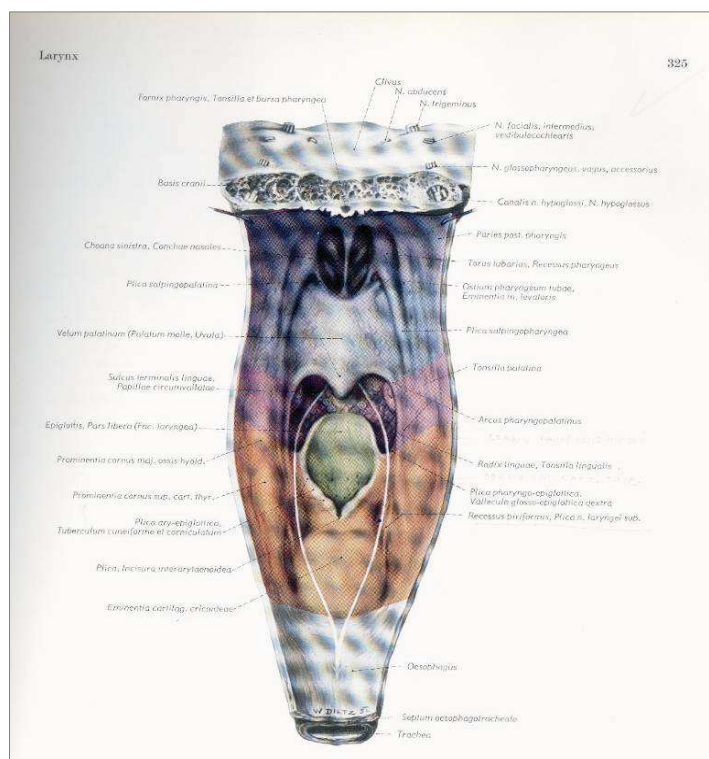 Larynx
325
Clivus
N. abducens
N. trigeminus
Fornix pharyngis, Tonsilla et bursa pharyngea
N. facialis, intermedius,
vestibulocochlearis
N. glossopharyngeus, vagus, accessorius
Basis cranii
Canalis n. hypoglossi, N. hypoglossus
Paries post. pharyngis
Choana sinistra, Conchae nasales
Torus tubarius, Recessus pharyngeus
Plica salpingopalatina
Ostium pharyngeum tubae,
Eminentia m. levatoris
Velum palatinum (Palatum molle, Uvula)
Plica salpingopharyngea
Tonsilla palatina
Sulcus terminalis linguae,
Papillae circumvallatae
Arcus pharyngopalatinus
Epiglottis, Pars libera (Fac. laryngea)
Prominentia cornus maj. ossis hyoid.
Radix linguae, Tonsilla lingualis
Prominentia cornus sup. cart. thyr.
Plica pharyngo-epiglottica,
Vallecula glosso-epiglottica dextra
Plica ary-epiglottica,
Tuberculum cuneiforme et corniculatum
Recessus piriformis, Plica n. laryngei sup.
Plica, Incisura interarytaenoidea
Eminentia cartilag. cricoideae
Oesophagus
W DIETZ
Septum oesophagotracheale
Trachea